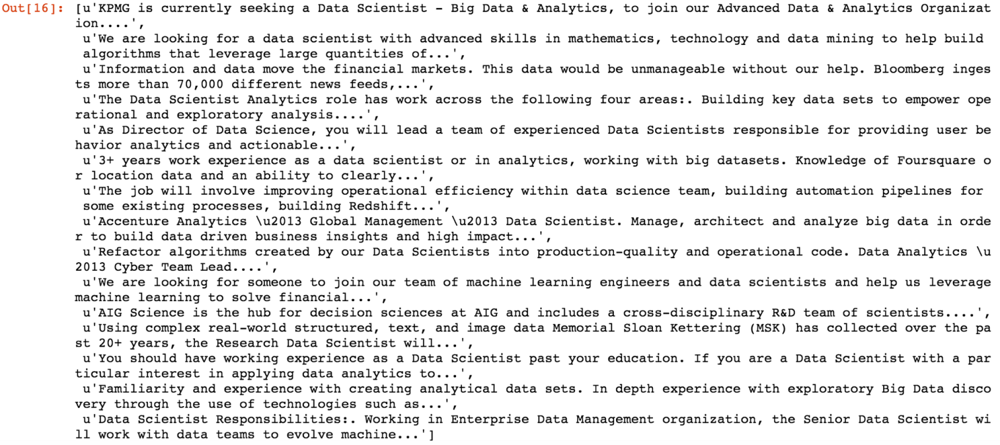 Out[16]: [u'KPMG is currently seeking a Data Scientist - Big Data & Analytics, to join our Advanced Data & Analytics Organizat
ion....',
u'We are looking for a data scientist with advanced skills in mathematics, technology and data mining to help build
algorithms that leverage large quantities of...',
u'Information and data move the financial markets. This data would be unmanageable without our help. Bloomberg inges
ts more than 70,000 different news feeds,...',
u'The Data Scientist Analytics role has work across the following four areas:. Building key data sets to empower ope
rational and exploratory analysis....',
u'As Director of Data Science, you will lead a team of experienced Data Scientists responsible for providing user be
havior analytics and actionable...',
u'3+ years work experience as a data scientist or in analytics, working with big datasets. Knowledge of Foursquare o
r location data and an ability to clearly...',
u'The job will involve improving operational efficiency within data science team, building automation pipelines for
some existing processes, building Redshift...',
u'Accenture Analytics \u2013 Global Management \u2013 Data Scientist. Manage, architect and analyze big data in orde
r to build data driven business insights and high impact...',
u'Refactor algorithms created by our Data Scientists into production-quality and operational code. Data Analytics \u
2013 Cyber Team Lead....',
u'We are looking for someone to join our team of machine learning engineers and data scientists and help us leverage
machine learning to solve financial...',
u'AIG Science is the hub for decision sciences at AIG and includes a cross-disciplinary R&D team of scientists....',
u'Using complex real-world structured, text, and image data Memorial Sloan Kettering (MSK) has collected over the pa
st 20+ years, the Research Data Scientist will...',
u'You should have working experience as a Data Scientist past your education. If you are a Data Scientist with a par
ticular interest in applying data analytics to...',
u'Familiarity and experience with creating analytical data sets. In depth experience with exploratory Big Data disco
very through the use of technologies such as...',
u'Data Scientist Responsibilities:. Working in Enterprise Data Management organization, the Senior Data Scientist wi
ll work with data teams to evolve machine...']